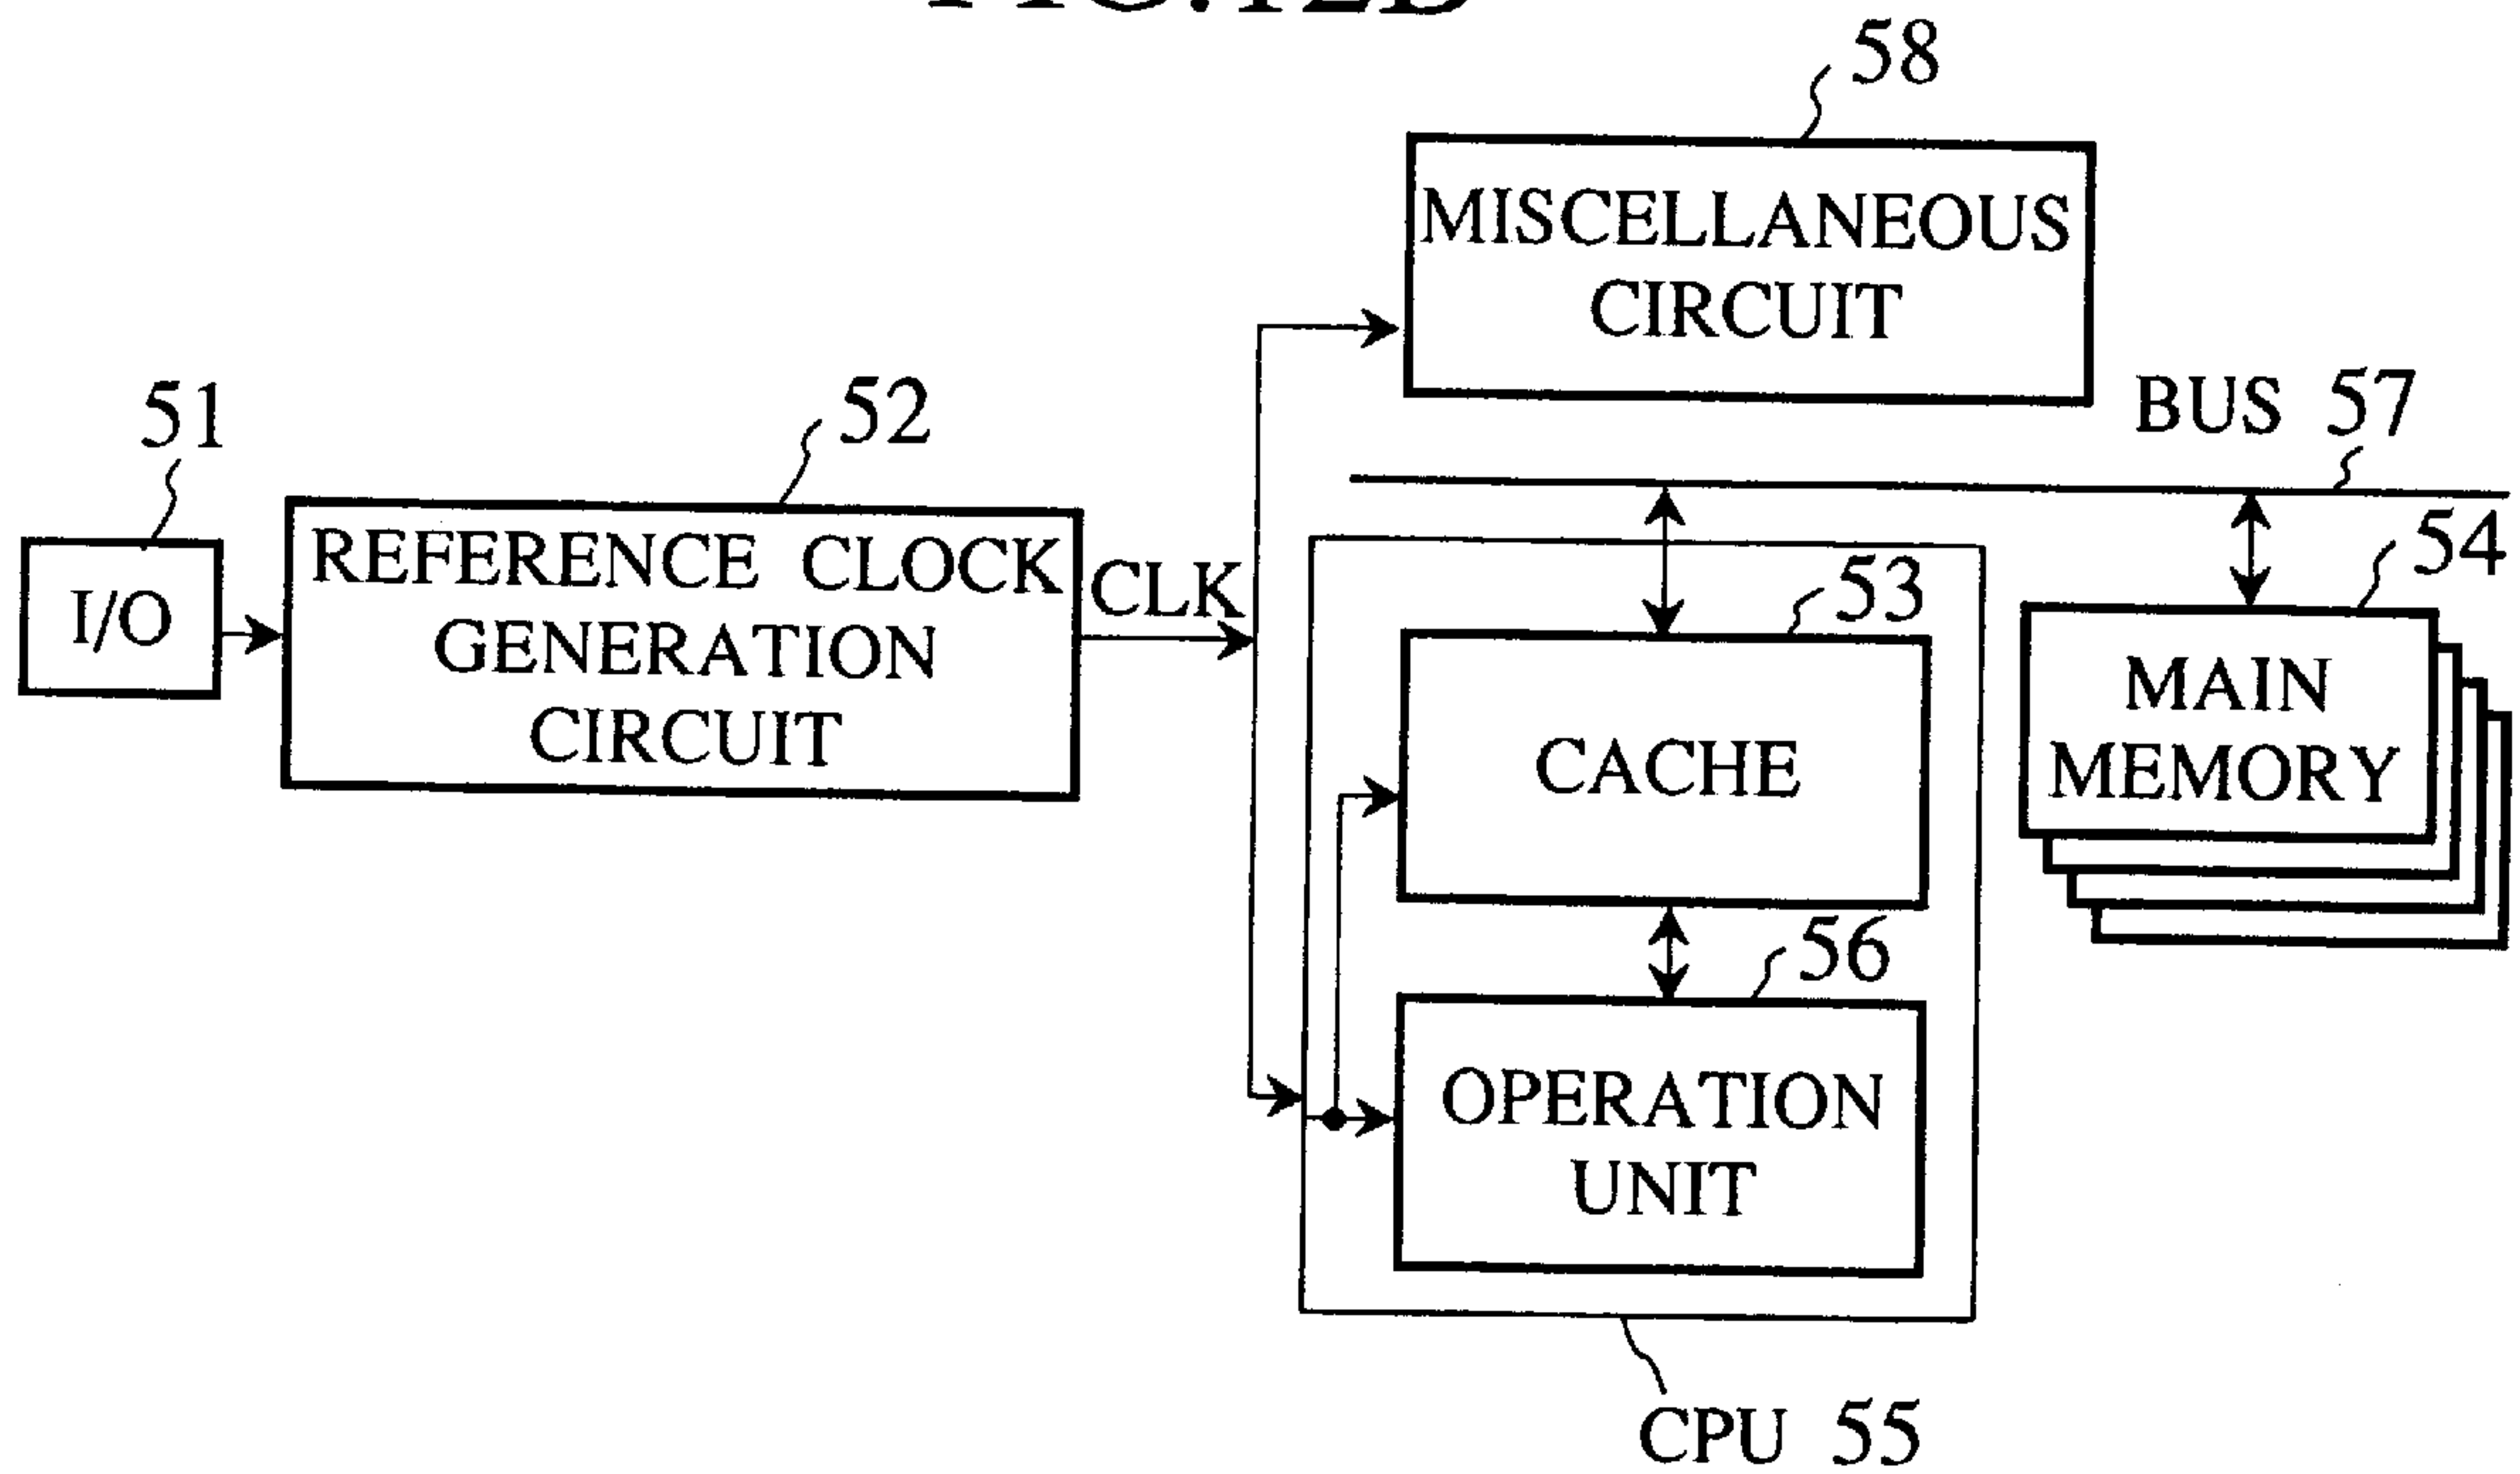 58
MISCELLANEOUS
CIRCUIT
BUS 57
51
52
I/O
REFERENCE CLOCK
GENERATION
CIRCUIT
CLK
53
54
CACHE
MAIN
MEMORY
56
OPERATION
UNIT
CPU 55